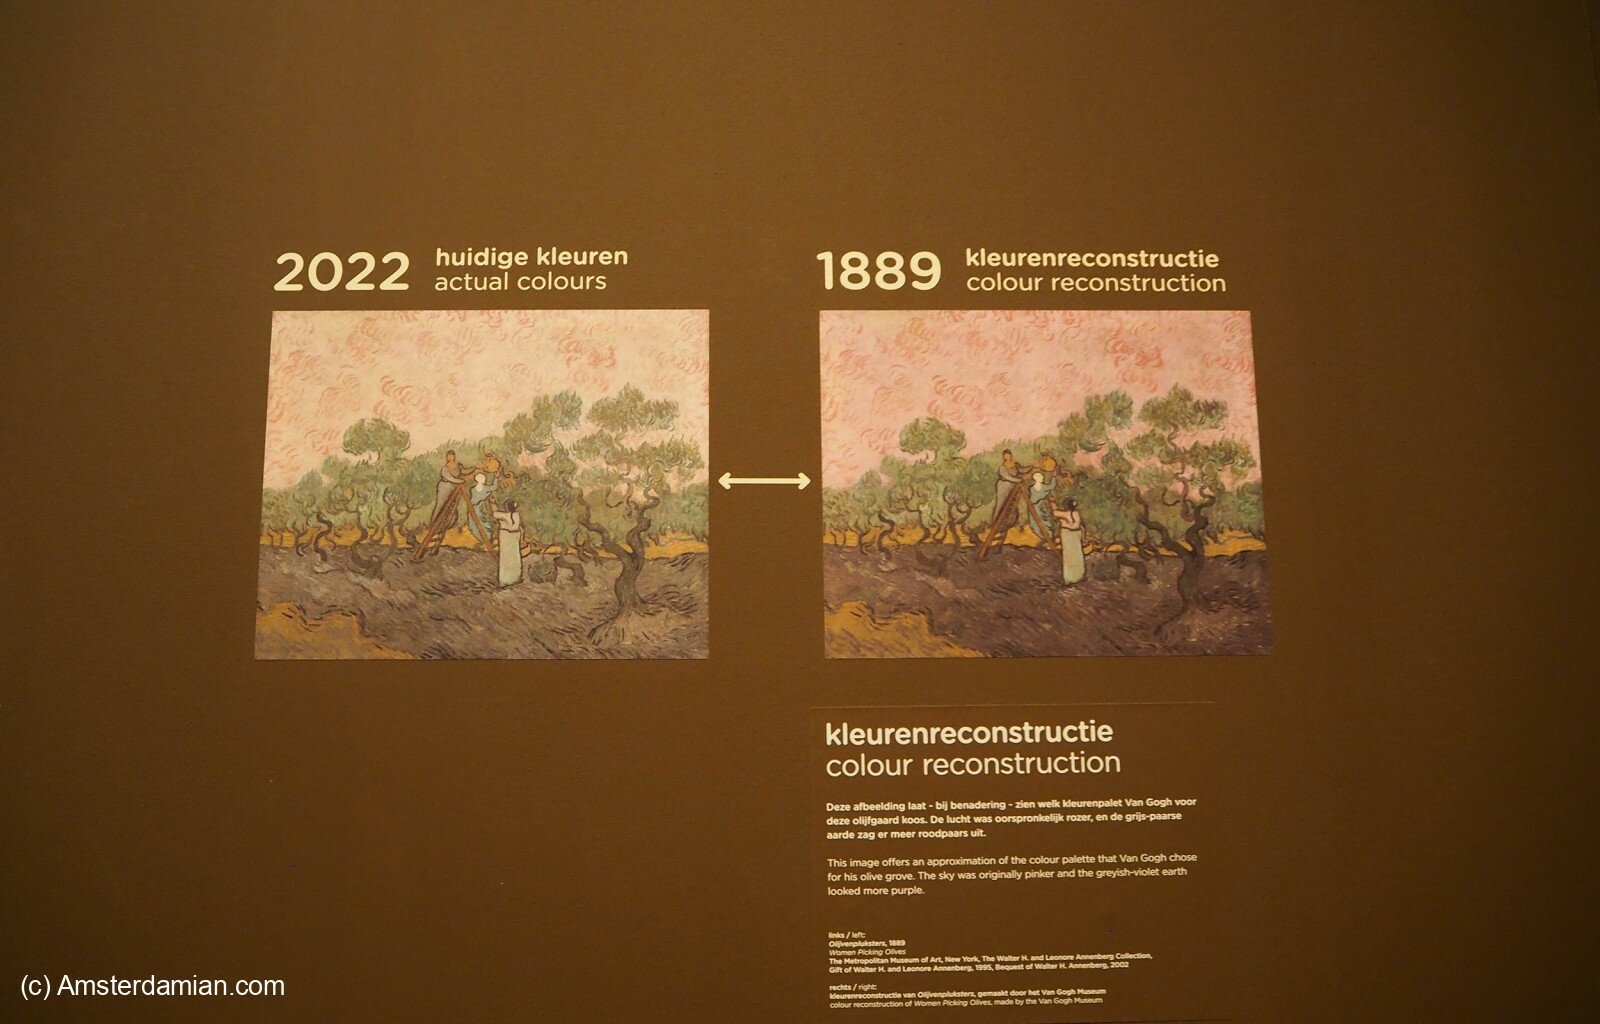 2022 huidige kleuren
actual colours
1889 kleurenreconstructie
colour reconstruction
kleurenreconstructie
colour reconstruction
Deze afbeelding laat - bij benadering - zien welk kleurenpalet Van Gogh voor
deze olijfgaard koos. De lucht was oorspronkelijk rozer, en de grijs-paarse
aarde zag er meer roodpaars uit.
This image offers an approximation of the colour palette that Van Gogh chose
for his olive grove. The sky was originally pinker and the greyish-violet earth
looked more purple.
links / left:
Olijvenpluksters, 1889
Women Picking Olives
The Metropolitan Museum of Art, New York, The Walter H. and Leonore Annenberg Collection,
Gift of Walter H. and Leonore Annenberg, 1995, Bequest of Walter H. Annenberg, 2002
rechts / right:
kleurenreconstructie van Olijvenpluksters, gemaakt door het Van Gogh Museum
colour reconstruction of Women Picking Olives, made by the Van Gogh Museum
(c) Amsterdamian.com